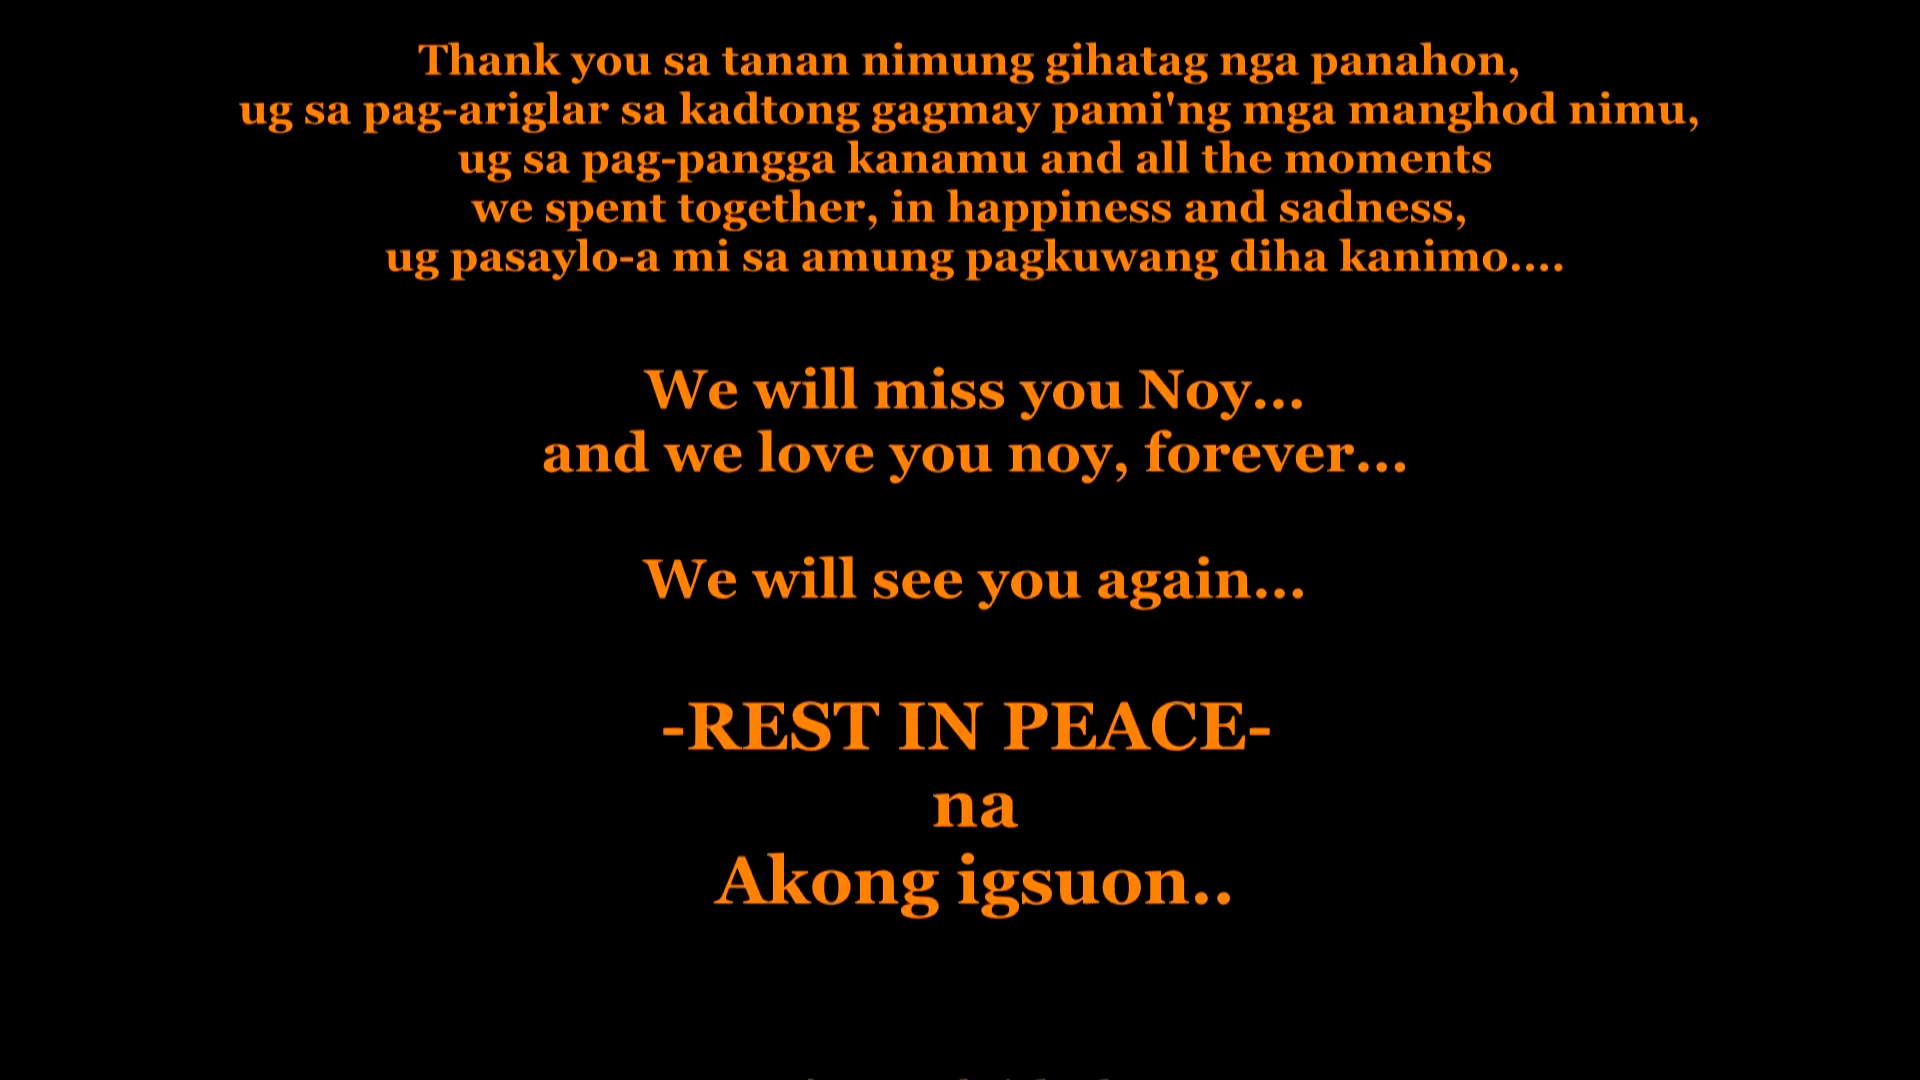 Thank you sa tanan nimung gihatag nga panahon,
ug sa pag-ariglar sa kadtong gagmay pami'ng mga manghod nimu,
ug sa pag-pangga kanamu and all the moments
we spent together, in happiness and sadness,
ug pasaylo-a mi sa amung pagkuwang diha kanimo....
We will miss you Noy...
and we love you noy, forever...
We will see you again...
-REST IN PEACE-
na
Akong igsuon..